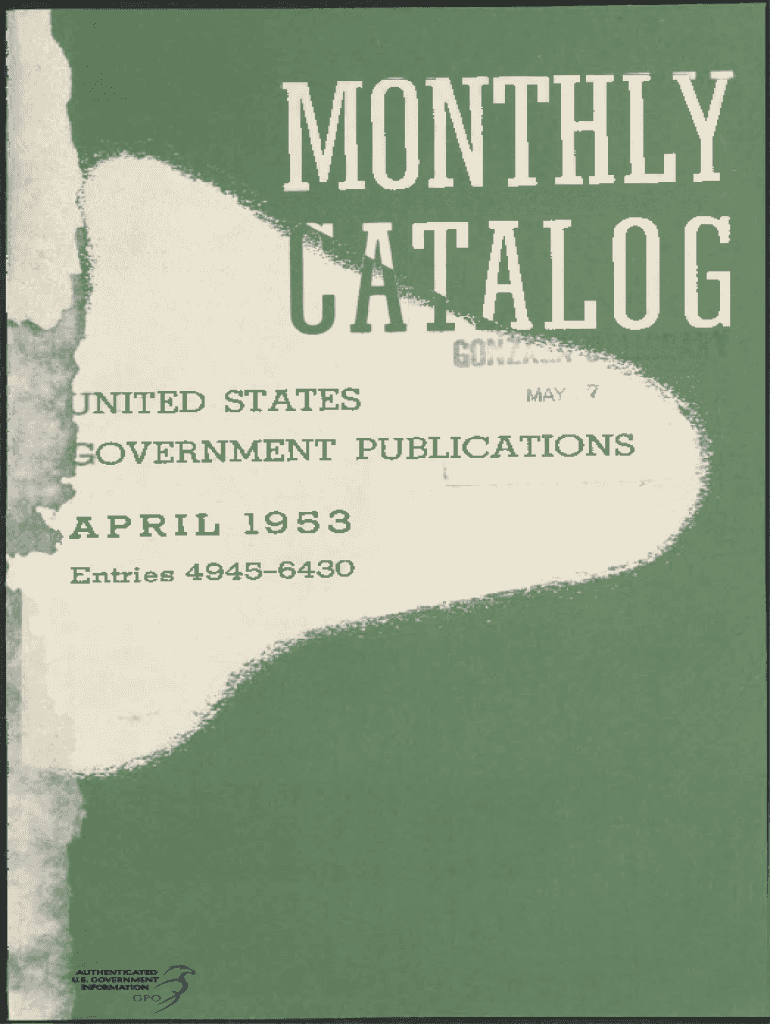 MONTHLY
CATALOG
MAY 7
UNITED STATES
GOVERNMENT PUBLICATIONS
APRIL 1953
Entries 4945-6430
AUTHENTICATED
U.S. GOVERNMENT
INFORMATION
GPO